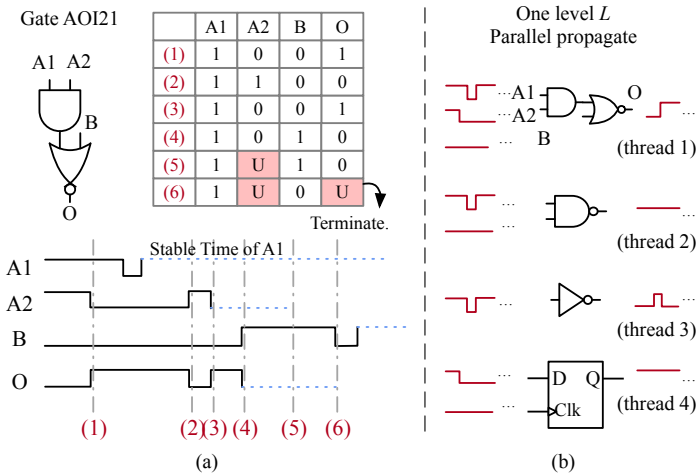 Gate AOI21
A1 A2
B
O
A1 A2 B O
(1) 1 0 0 1
(2) 1 1 0 0
(3) 1 0 0 1
(4) 1 0 1 0
(5) 1 U 1 0
(6) 1 U 0 U
Terminate.
Stable Time of A1
A1
A2
B
O
(1) (2) (3) (4) (5) (6)
(a)
One level L
Parallel propagate
... A1 O
... A2 ...
B
... (thread 1)
... ...
... (thread 2)
... ...
(thread 3)
... D Q ...
... Clk (thread 4)
(b)